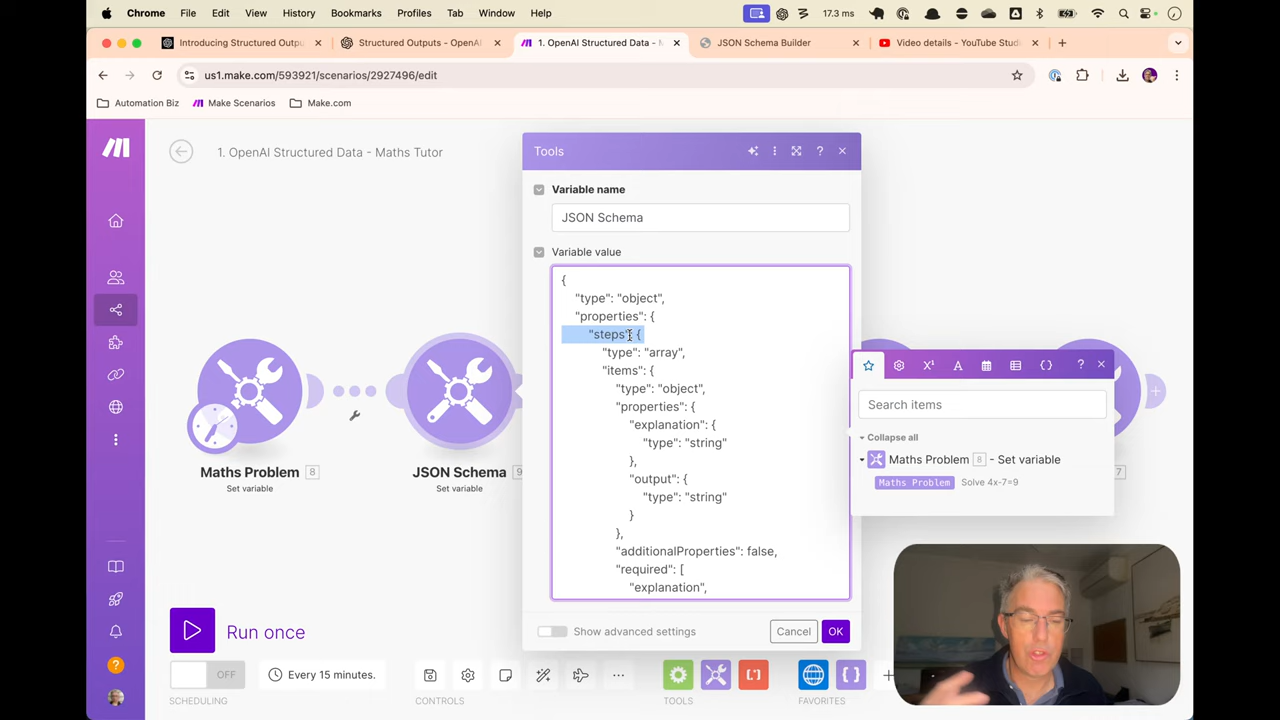 Chrome File Edit View History Bookmarks Profiles Tab Window Help 17.3 ms
Introducing Structured Outpu
Structured Outputs - OpenAI
1. OpenAI Structured Data - M
JSON Schema Builder
Video details - YouTube Studi
us1.make.com/593921/scenarios/2927496/edit
Automation Biz Make Scenarios Make.com
1. OpenAI Structured Data - Maths Tutor
Tools
Variable name
JSON Schema
Variable value
{
"type": "object",
"properties": {
"steps": {
"type": "array",
"items": {
"type": "object",
"properties": {
"explanation": {
"type": "string"
},
"output": {
"type": "string"
}
},
"additionalProperties": false,
"required": [
"explanation",
Show advanced settings
Cancel
OK
Search items
Collapse all
Maths Problem 8 - Set variable
Maths Problem Solve 4x-7=9
Maths Problem 8
Set variable
JSON Schema 9
Set variable
7
Run once
OFF
Every 15 minutes.
SCHEDULING
CONTROLS
TOOLS
FAVORITES